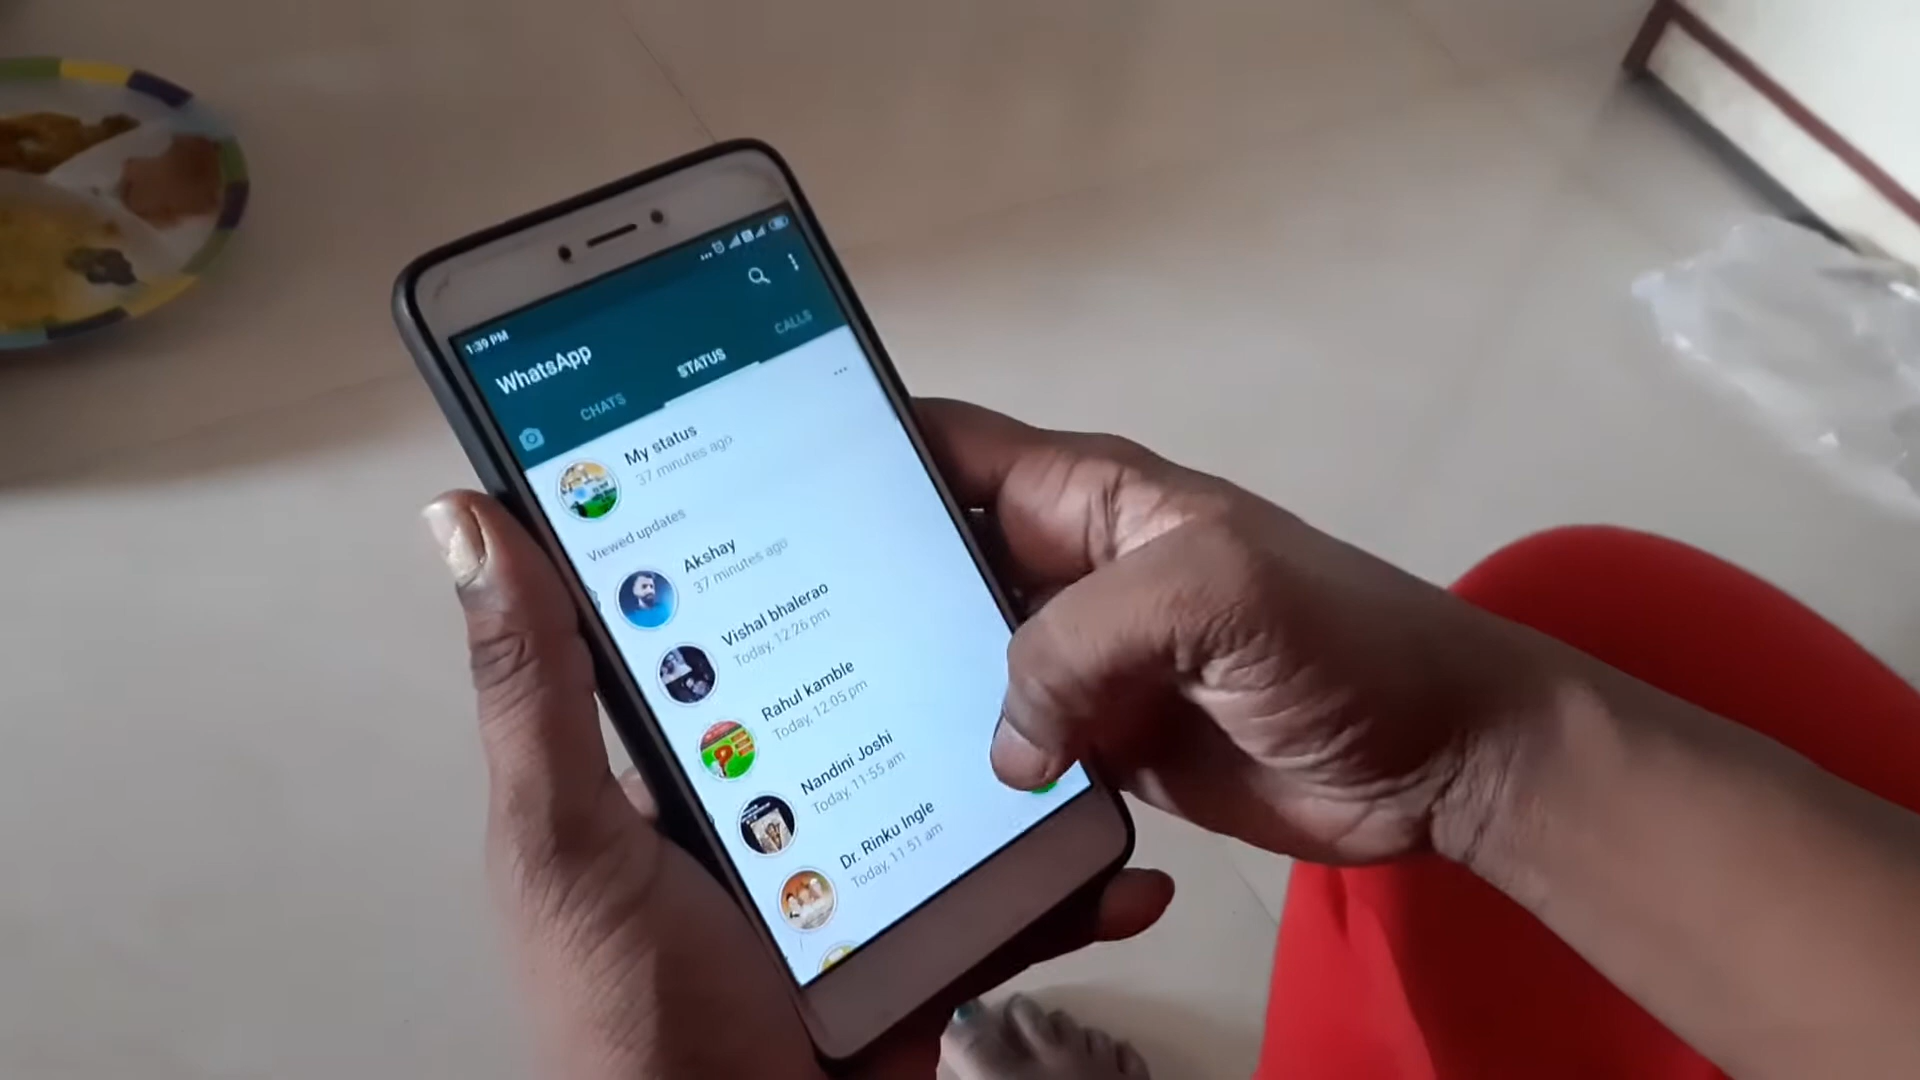 1:39 PM
WhatsApp
CHATS
STATUS
CALLS
My status
37 minutes ago
Viewed updates
Akshay
37 minutes ago
Vishal bhalerao
Today, 12:26 pm
Rahul kamble
Today, 12:05 pm
Nandini Joshi
Today, 11:55 am
Dr. Rinku Ingle
Today, 11:51 am